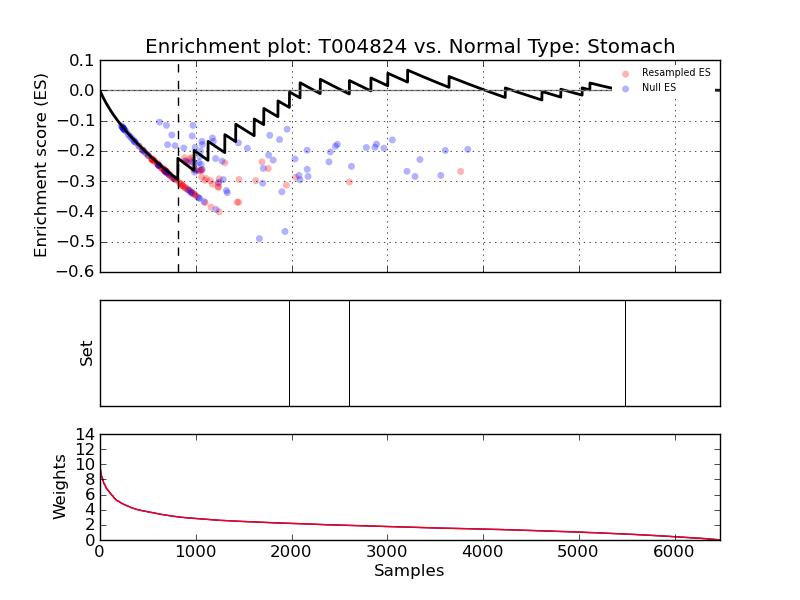 Enrichment plot: T004824 vs. Normal Type: Stomach
Enrichment score (ES)
0.1
0.0
−0.1
−0.2
−0.3
−0.4
−0.5
−0.6
Resampled ES
Null ES
Set
Weights
14
12
10
8
6
4
2
0
0 1000 2000 3000 4000 5000 6000
Samples